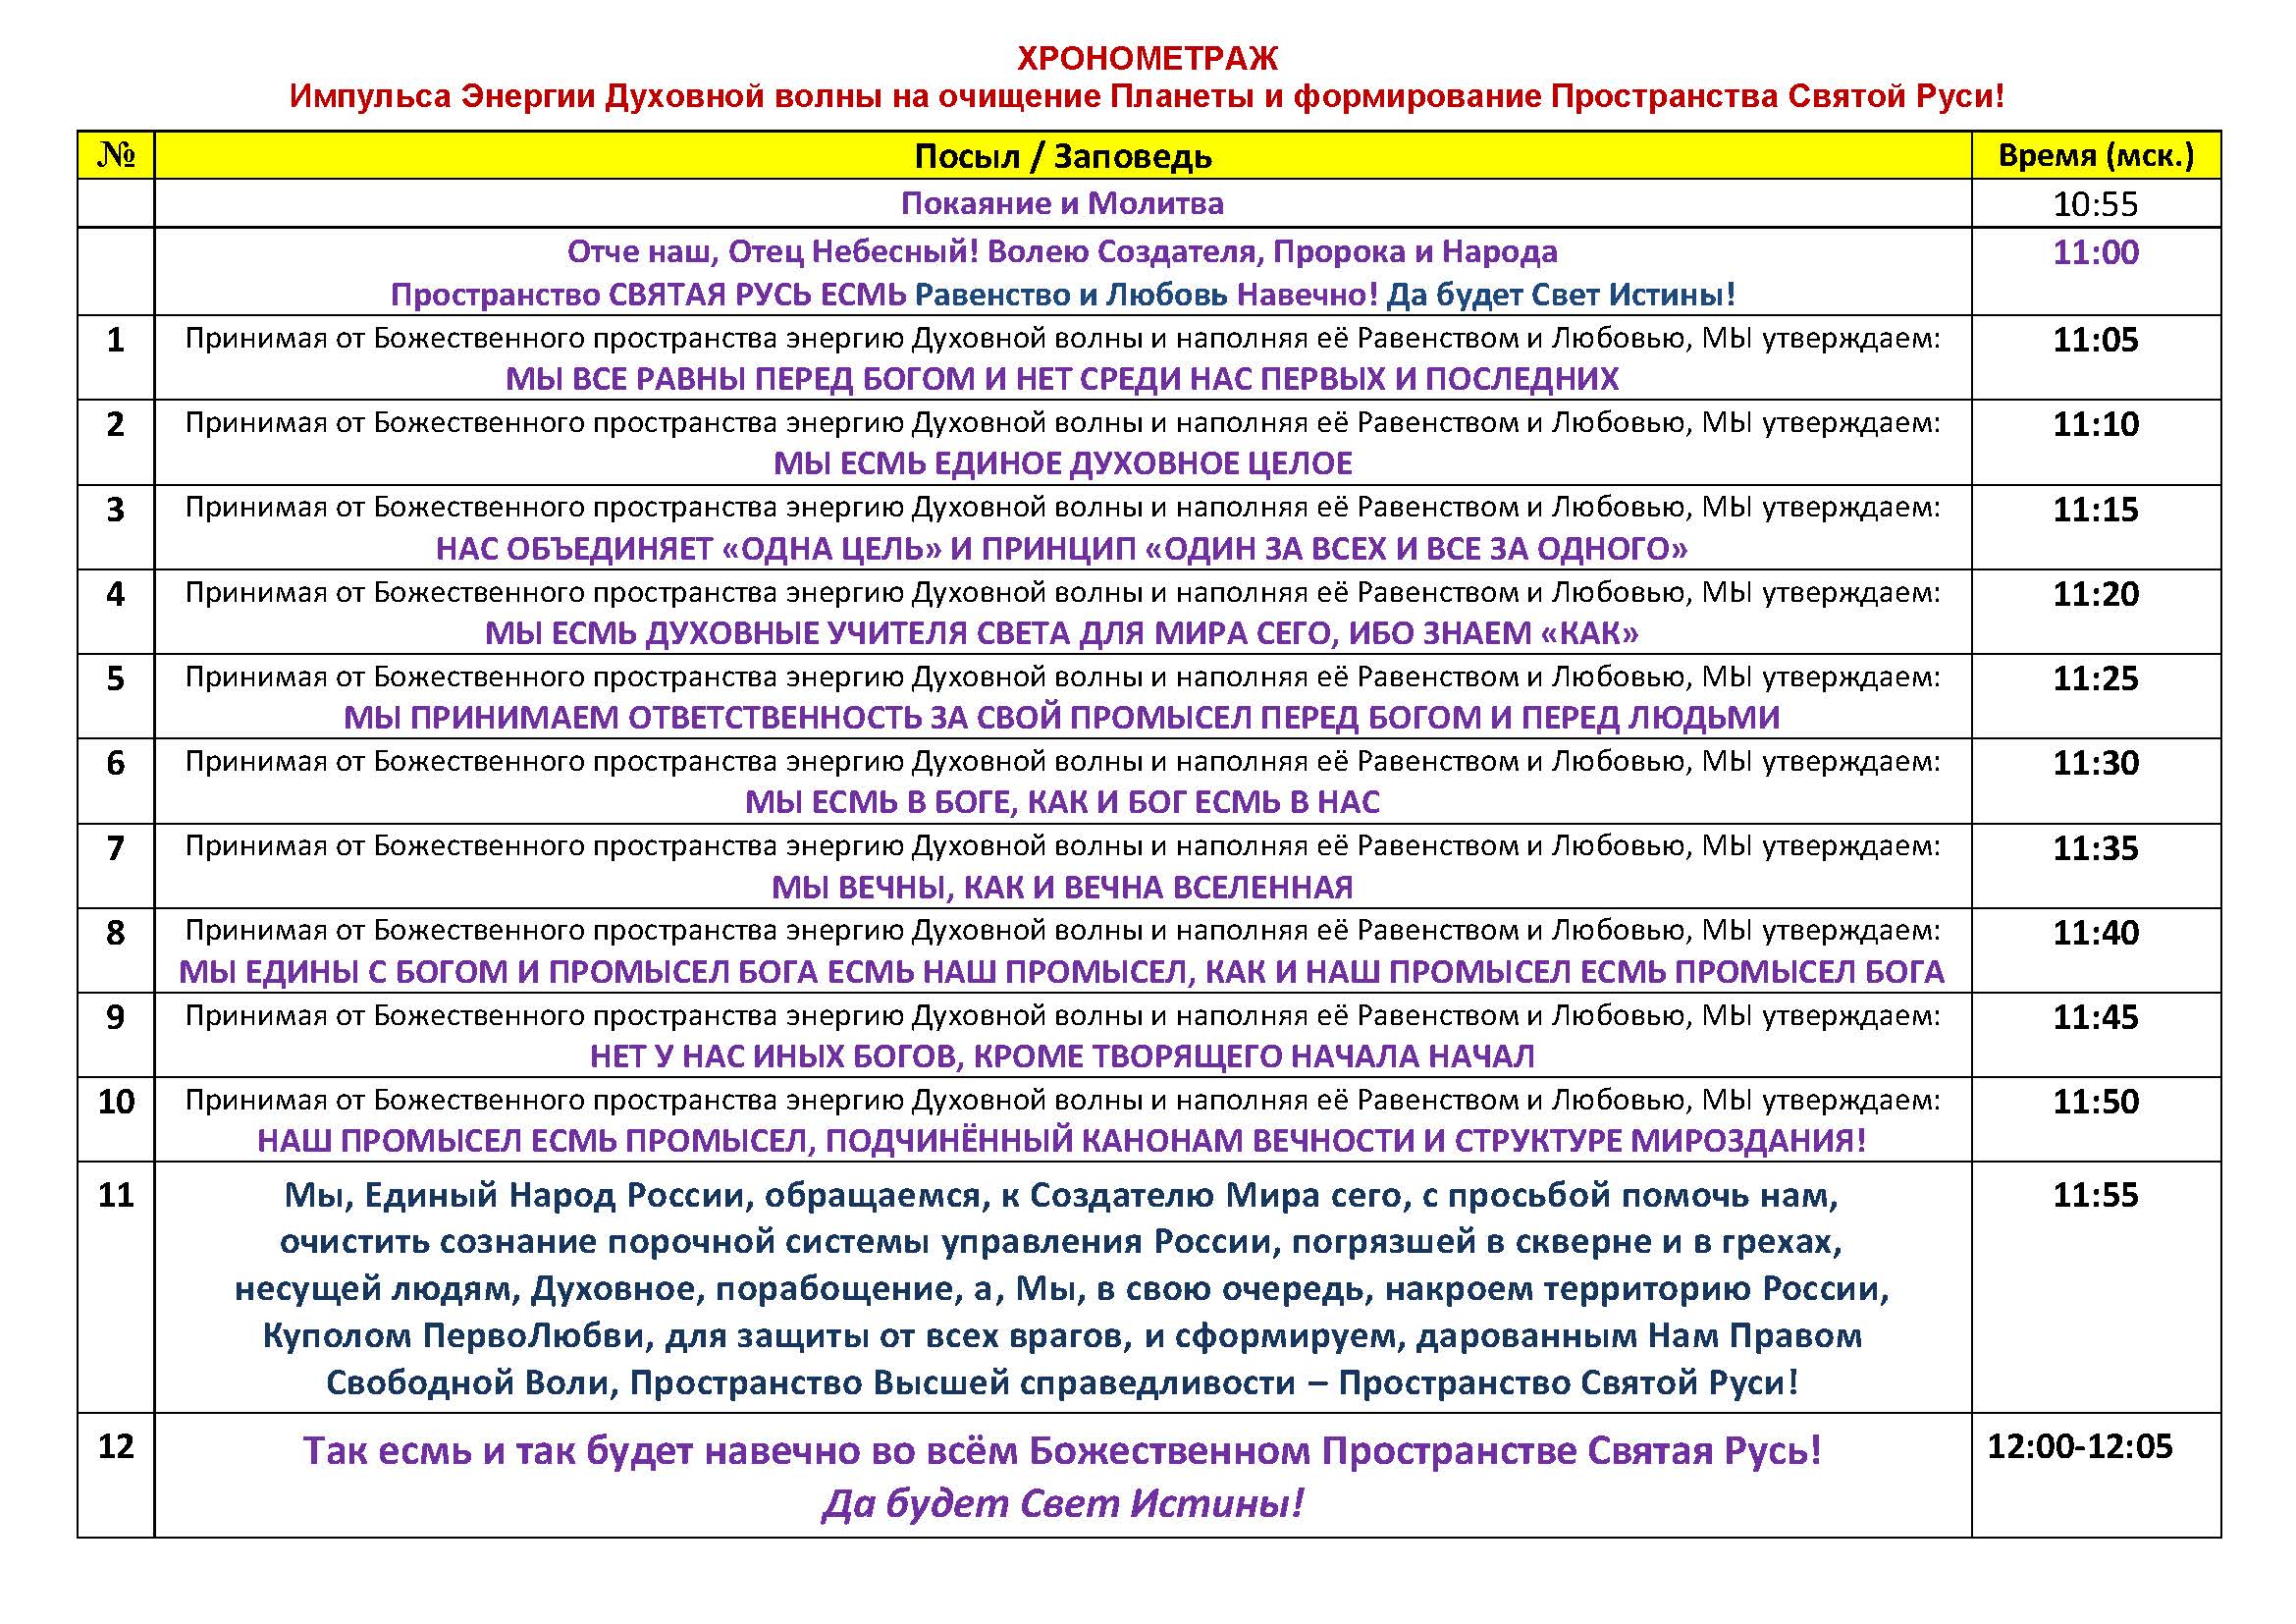 ХРОНОМЕТРАЖ
Импульса Энергии Духовной волны на очищение Планеты и формирование Пространства Святой Руси!
№ Посыл / Заповедь Время (мск.)
Покаяние и Молитва 10:55
Отче наш, Отец Небесный! Волею Создателя, Пророка и Народа 11:00
Пространство СВЯТАЯ РУСЬ ЕСМЬ Равенство и Любовь Навечно! Да будет Свет Истины!
1 Принимая от Божественного пространства энергию Духовной волны и наполняя её Равенством и Любовью, МЫ утверждаем: 11:05
МЫ ВСЕ РАВНЫ ПЕРЕД БОГОМ И НЕТ СРЕДИ НАС ПЕРВЫХ И ПОСЛЕДНИХ
2 Принимая от Божественного пространства энергию Духовной волны и наполняя её Равенством и Любовью, МЫ утверждаем: 11:10
МЫ ЕСМЬ ЕДИНОЕ ДУХОВНОЕ ЦЕЛОЕ
3 Принимая от Божественного пространства энергию Духовной волны и наполняя её Равенством и Любовью, МЫ утверждаем: 11:15
НАС ОБЪЕДИНЯЕТ «ОДНА ЦЕЛЬ» И ПРИНЦИП «ОДИН ЗА ВСЕХ И ВСЕ ЗА ОДНОГО»
4 Принимая от Божественного пространства энергию Духовной волны и наполняя её Равенством и Любовью, МЫ утверждаем: 11:20
МЫ ЕСМЬ ДУХОВНЫЕ УЧИТЕЛЯ СВЕТА ДЛЯ МИРА СЕГО, ИБО ЗНАЕМ «КАК»
5 Принимая от Божественного пространства энергию Духовной волны и наполняя её Равенством и Любовью, МЫ утверждаем: 11:25
МЫ ПРИНИМАЕМ ОТВЕТСТВЕННОСТЬ ЗА СВОЙ ПРОМЫСЕЛ ПЕРЕД БОГОМ И ПЕРЕД ЛЮДЬМИ
6 Принимая от Божественного пространства энергию Духовной волны и наполняя её Равенством и Любовью, МЫ утверждаем: 11:30
МЫ ЕСМЬ В БОГЕ, КАК И БОГ ЕСМЬ В НАС
7 Принимая от Божественного пространства энергию Духовной волны и наполняя её Равенством и Любовью, МЫ утверждаем: 11:35
МЫ ВЕЧНЫ, КАК И ВЕЧНА ВСЕЛЕННАЯ
8 Принимая от Божественного пространства энергию Духовной волны и наполняя её Равенством и Любовью, МЫ утверждаем: 11:40
МЫ ЕДИНЫ С БОГОМ И ПРОМЫСЕЛ БОГА ЕСМЬ НАШ ПРОМЫСЕЛ, КАК И НАШ ПРОМЫСЕЛ ЕСМЬ ПРОМЫСЕЛ БОГА
9 Принимая от Божественного пространства энергию Духовной волны и наполняя её Равенством и Любовью, МЫ утверждаем: 11:45
НЕТ У НАС ИНЫХ БОГОВ, КРОМЕ ТВОРЯЩЕГО НАЧАЛА НАЧАЛ
10 Принимая от Божественного пространства энергию Духовной волны и наполняя её Равенством и Любовью, МЫ утверждаем: 11:50
НАШ ПРОМЫСЕЛ ЕСМЬ ПРОМЫСЕЛ, ПОДЧИНЁННЫЙ КАНОНАМ ВЕЧНОСТИ И СТРУКТУРЕ МИРОЗДАНИЯ!
11 Мы, Единый Народ России, обращаемся, к Создателю Мира сего, с просьбой помочь нам, 11:55
очистить сознание порочной системы управления России, погрязшей в скверне и в грехах,
несущей людям, Духовное, порабощение, а, Мы, в свою очередь, накроем территорию России,
Куполом ПервоЛюбви, для защиты от всех врагов, и сформируем, дарованным Нам Правом
Свободной Воли, Пространство Высшей справедливости – Пространство Святой Руси!
12 Так есмь и так будет навечно во всём Божественном Пространстве Святая Русь! 12:00-12:05
Да будет Свет Истины!